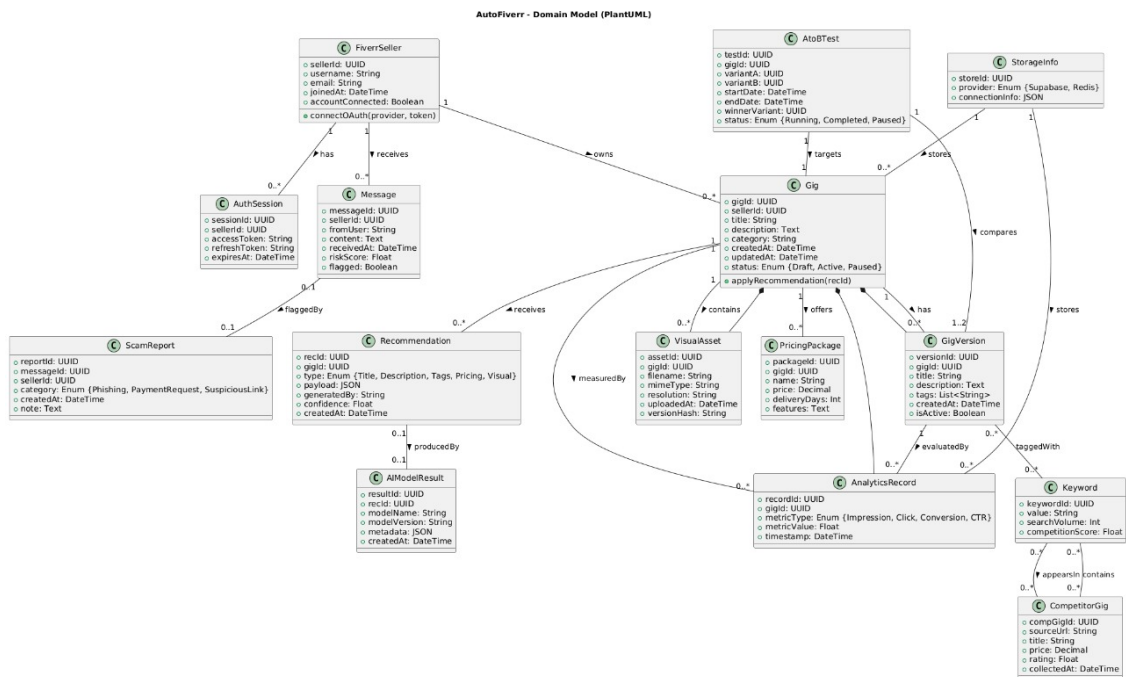 AutoFiverr - Domain Model (PlantUML)
C FiverrSeller
sellerId: UUID
username: String
email: String
joinedAt: DateTime
accountConnected: Boolean
connectOAuth(provider, token)
C AtoBTest
testId: UUID
gigId: UUID
variantA: UUID
variantB: UUID
startDate: DateTime
endDate: DateTime
winnerVariant: UUID
status: Enum {Running, Completed, Paused}
C StorageInfo
storeId: UUID
provider: Enum {Supabase, Redis}
connectionInfo: JSON
1
1
1
1
1
1
1
has
receives
owns
targets
stores
compares
0..*
0..*
0..*
1
0..*
C AuthSession
sessionId: UUID
sellerId: UUID
accessToken: String
refreshToken: String
expiresAt: DateTime
C Message
messageId: UUID
sellerId: UUID
fromUser: String
content: Text
receivedAt: DateTime
riskScore: Float
flagged: Boolean
C Gig
gigId: UUID
sellerId: UUID
title: String
description: Text
category: String
createdAt: DateTime
updatedAt: DateTime
status: Enum {Draft, Active, Paused}
applyRecommendation(recId)
0..1
flaggedBy
0..1
1
1
1
1
1
receives
contains
offers
has
stores
0..*
0..*
0..*
0..*
1..2
C ScamReport
reportId: UUID
messageId: UUID
sellerId: UUID
category: Enum {Phishing, PaymentRequest, SuspiciousLink}
createdAt: DateTime
note: Text
C Recommendation
recId: UUID
gigId: UUID
type: Enum {Title, Description, Tags, Pricing, Visual}
payload: JSON
generatedBy: String
confidence: Float
createdAt: DateTime
measuredBy
C VisualAsset
assetId: UUID
gigId: UUID
filename: String
mimeType: String
resolution: String
uploadedAt: DateTime
versionHash: String
C PricingPackage
packageId: UUID
gigId: UUID
name: String
price: Decimal
deliveryDays: Int
features: Text
C GigVersion
versionId: UUID
gigId: UUID
title: String
description: Text
tags: List<String>
createdAt: DateTime
isActive: Boolean
0..1
producedBy
0..1
1
evaluatedBy
0..*
0..*
taggedWith
0..*
0..*
0..*
C AIModelResult
resultId: UUID
recId: UUID
modelName: String
modelVersion: String
metadata: JSON
createdAt: DateTime
C AnalyticsRecord
recordId: UUID
gigId: UUID
metricType: Enum {Impression, Click, Conversion, CTR}
metricValue: Float
timestamp: DateTime
C Keyword
keywordId: UUID
value: String
searchVolume: Int
competitionScore: Float
0..*
0..*
appearsIn
contains
0..*
0..*
C CompetitorGig
compGigId: UUID
sourceUrl: String
title: String
price: Decimal
rating: Float
collectedAt: DateTime